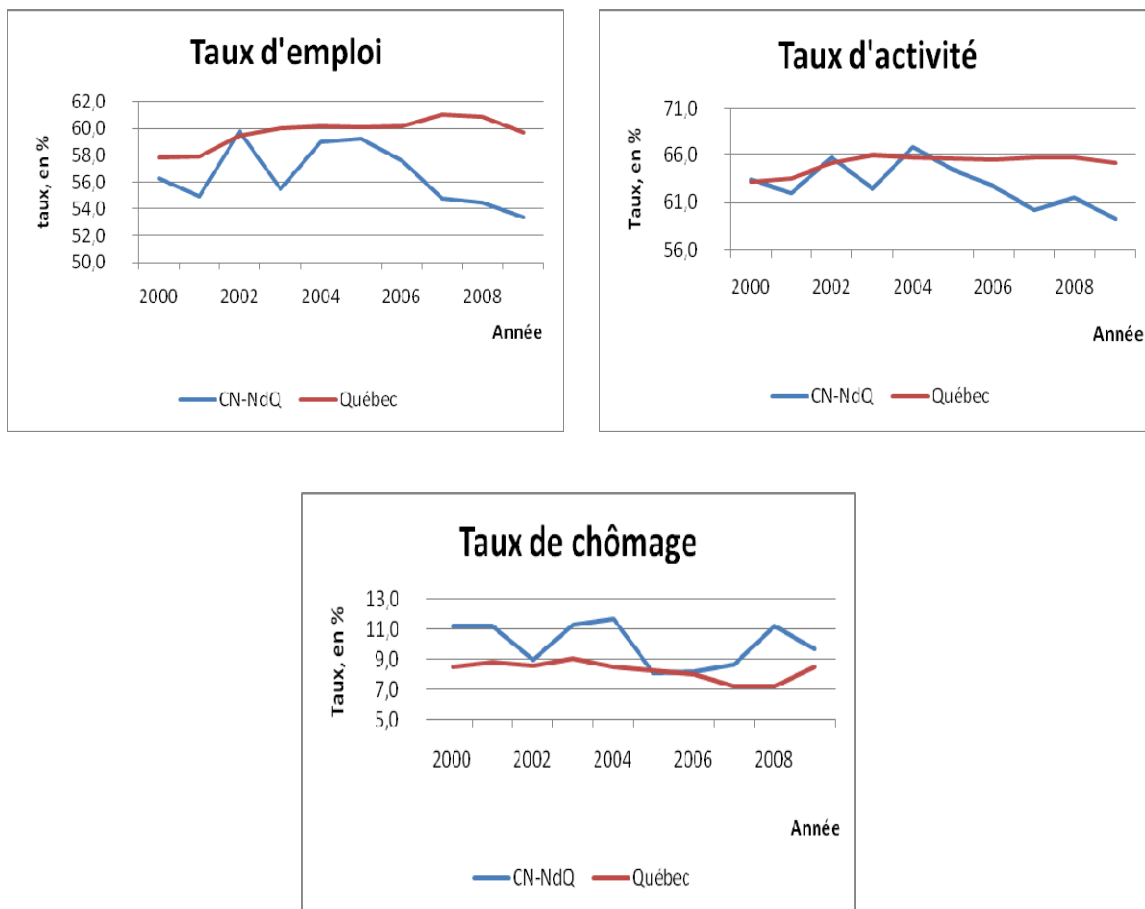 Taux d'emploi
taux, en %
62,0
60,0
58,0
56,0
54,0
52,0
50,0
2000 2002 2004 2006 2008
Année
CN-NdQ Québec
Taux d'activité
Taux, en %
71,0
66,0
61,0
56,0
2000 2002 2004 2006 2008
Année
CN-NdQ Québec
Taux de chômage
Taux, en %
13,0
11,0
9,0
7,0
5,0
2000 2002 2004 2006 2008
Année
CN-NdQ Québec